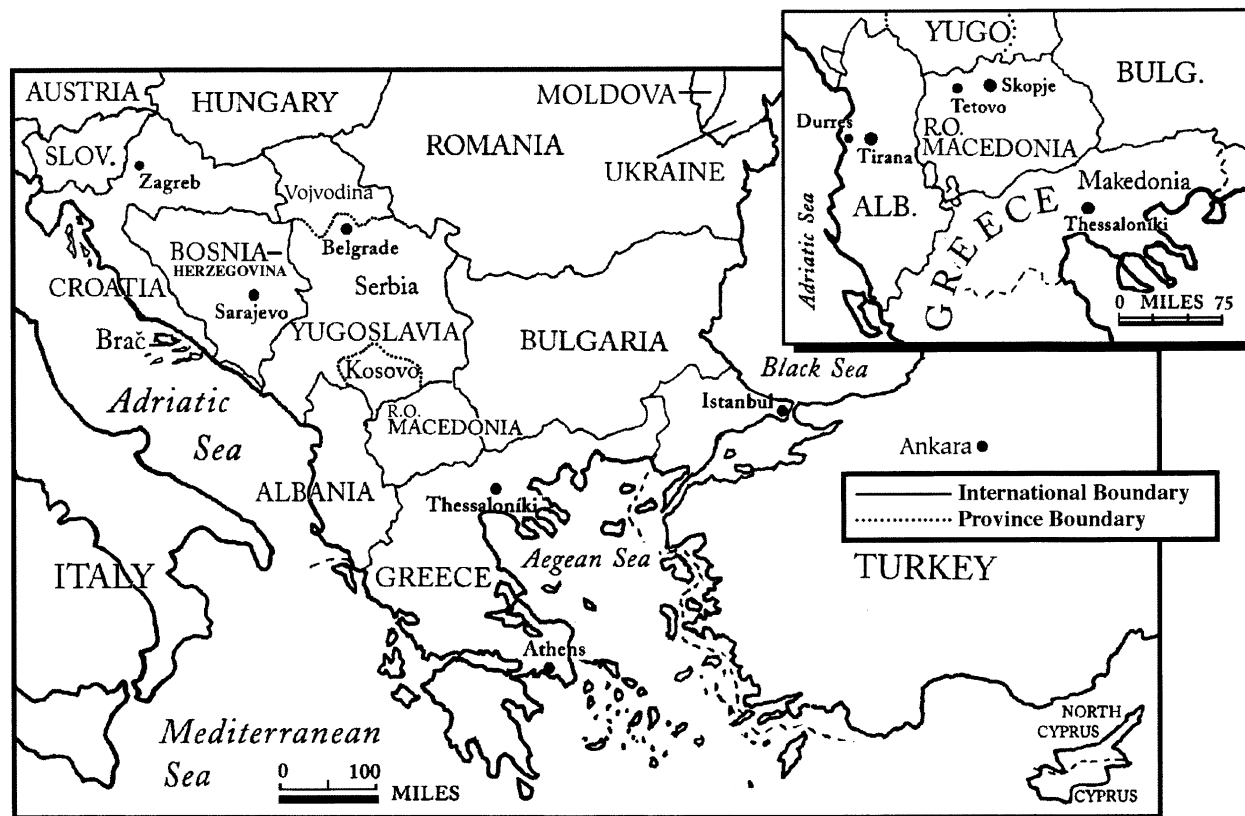 AUSTRIA
HUNGARY
MOLDOVA
SLOV.
Zagreb
ROMANIA
UKRAINE
Vojvodina
Belgrade
BOSNIA–
HERZEGOVINA
CROATIA
Sarajevo
Serbia
YUGOSLAVIA
Brač
Kosovo
BULGARIA
Black Sea
Adriatic
Sea
R.O.
MACEDONIA
Istanbul
Ankara
ALBANIA
Thessaloníki
International Boundary
Province Boundary
ITALY
GREECE
Aegean Sea
TURKEY
Athens
Mediterranean
Sea
0 100
MILES
NORTH
CYPRUS
CYPRUS
YUGO
BULG.
Skopje
Tetovo
Durres
Tirana
R.O.
MACEDONIA
Adriatic Sea
ALB.
GREECE
Makedonia
Thessaloníki
0 MILES 75